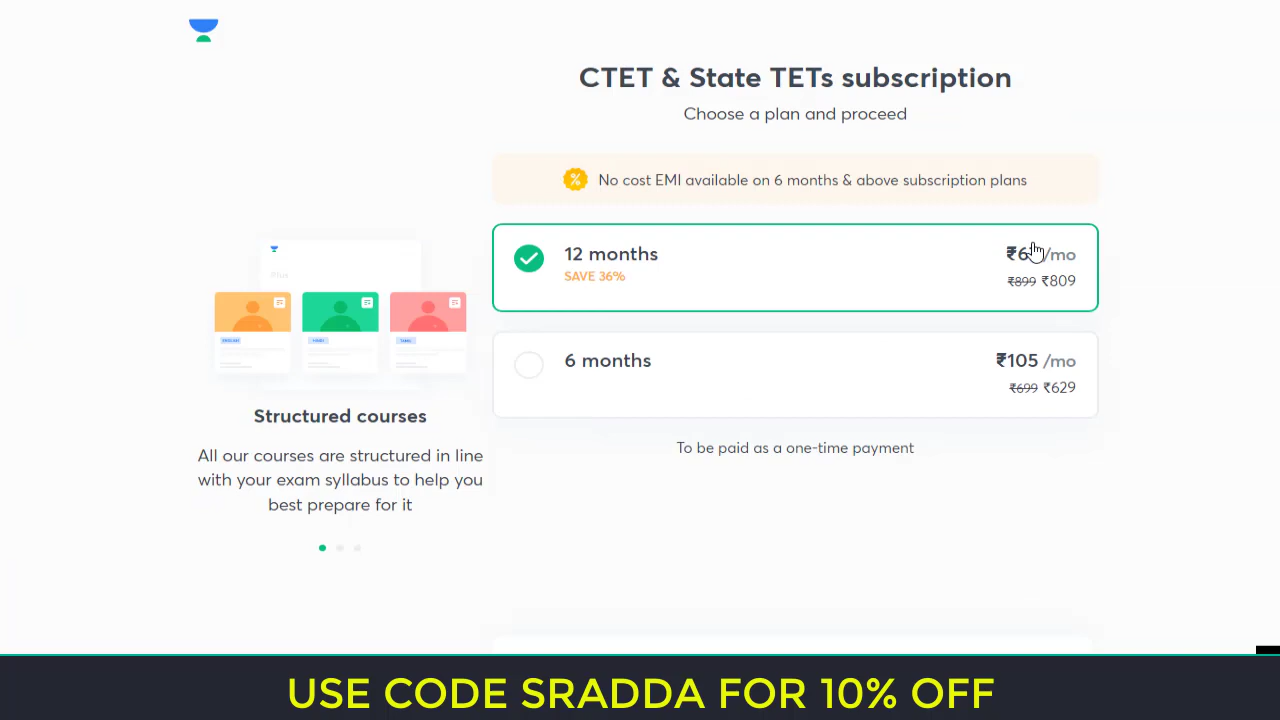 CTET & State TETs subscription
Choose a plan and proceed
No cost EMI available on 6 months & above subscription plans
12 months
/mo
SAVE 36%
₹899 ₹809
6 months
₹105 /mo
₹699 ₹629
To be paid as a one-time payment
Structured courses
All our courses are structured in line
with your exam syllabus to help you
best prepare for it
USE CODE SRADDA FOR 10% OFF